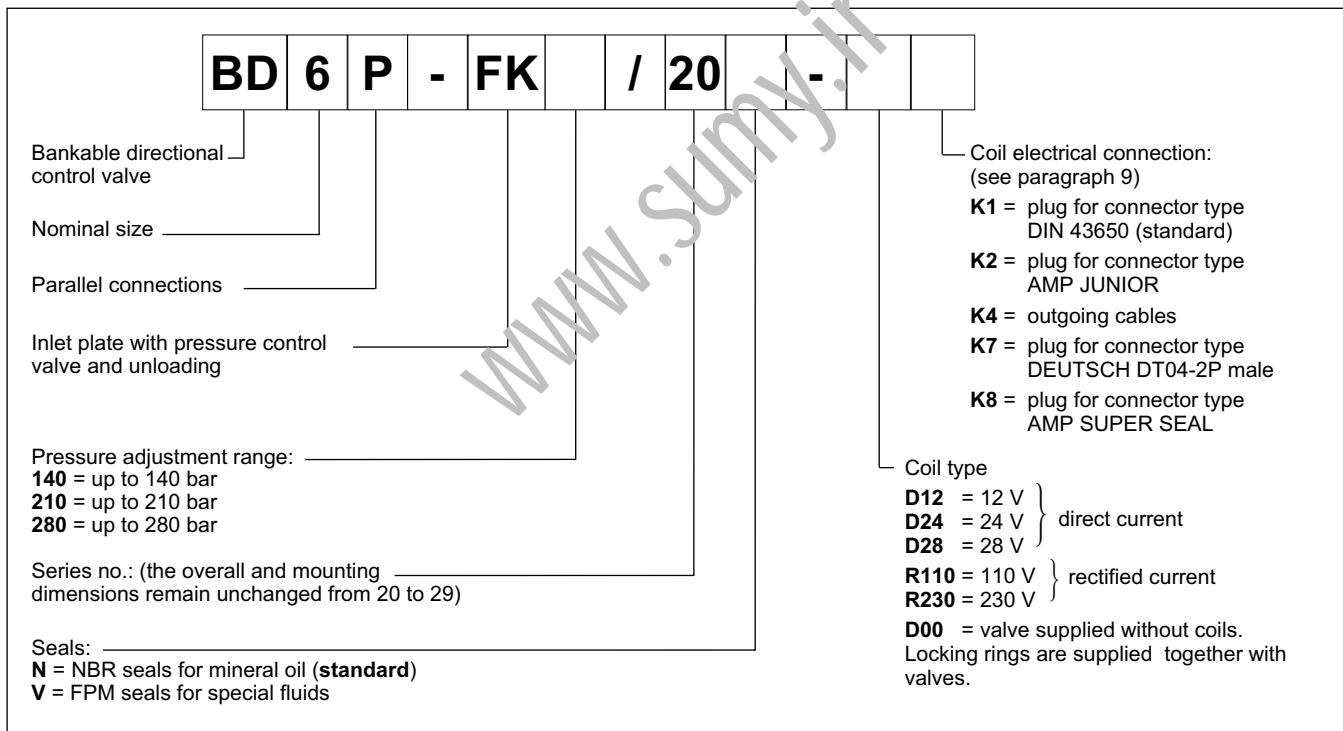 BD 6 P - FK / 20 -
Bankable directional
control valve
Nominal size
Parallel connections
Inlet plate with pressure control
valve and unloading
Pressure adjustment range:
140 = up to 140 bar
210 = up to 210 bar
280 = up to 280 bar
Series no.: (the overall and mounting
dimensions remain unchanged from 20 to 29)
Seals:
N = NBR seals for mineral oil (standard)
V = FPM seals for special fluids
Coil electrical connection:
(see paragraph 9)
K1 = plug for connector type
DIN 43650 (standard)
K2 = plug for connector type
AMP JUNIOR
K4 = outgoing cables
K7 = plug for connector type
DEUTSCH DT04-2P male
K8 = plug for connector type
AMP SUPER SEAL
Coil type
D12 = 12 V
D24 = 24 V direct current
D28 = 28 V
R110 = 110 V rectified current
R230 = 230 V
D00 = valve supplied without coils.
Locking rings are supplied together with
valves.
www.sumy.ir